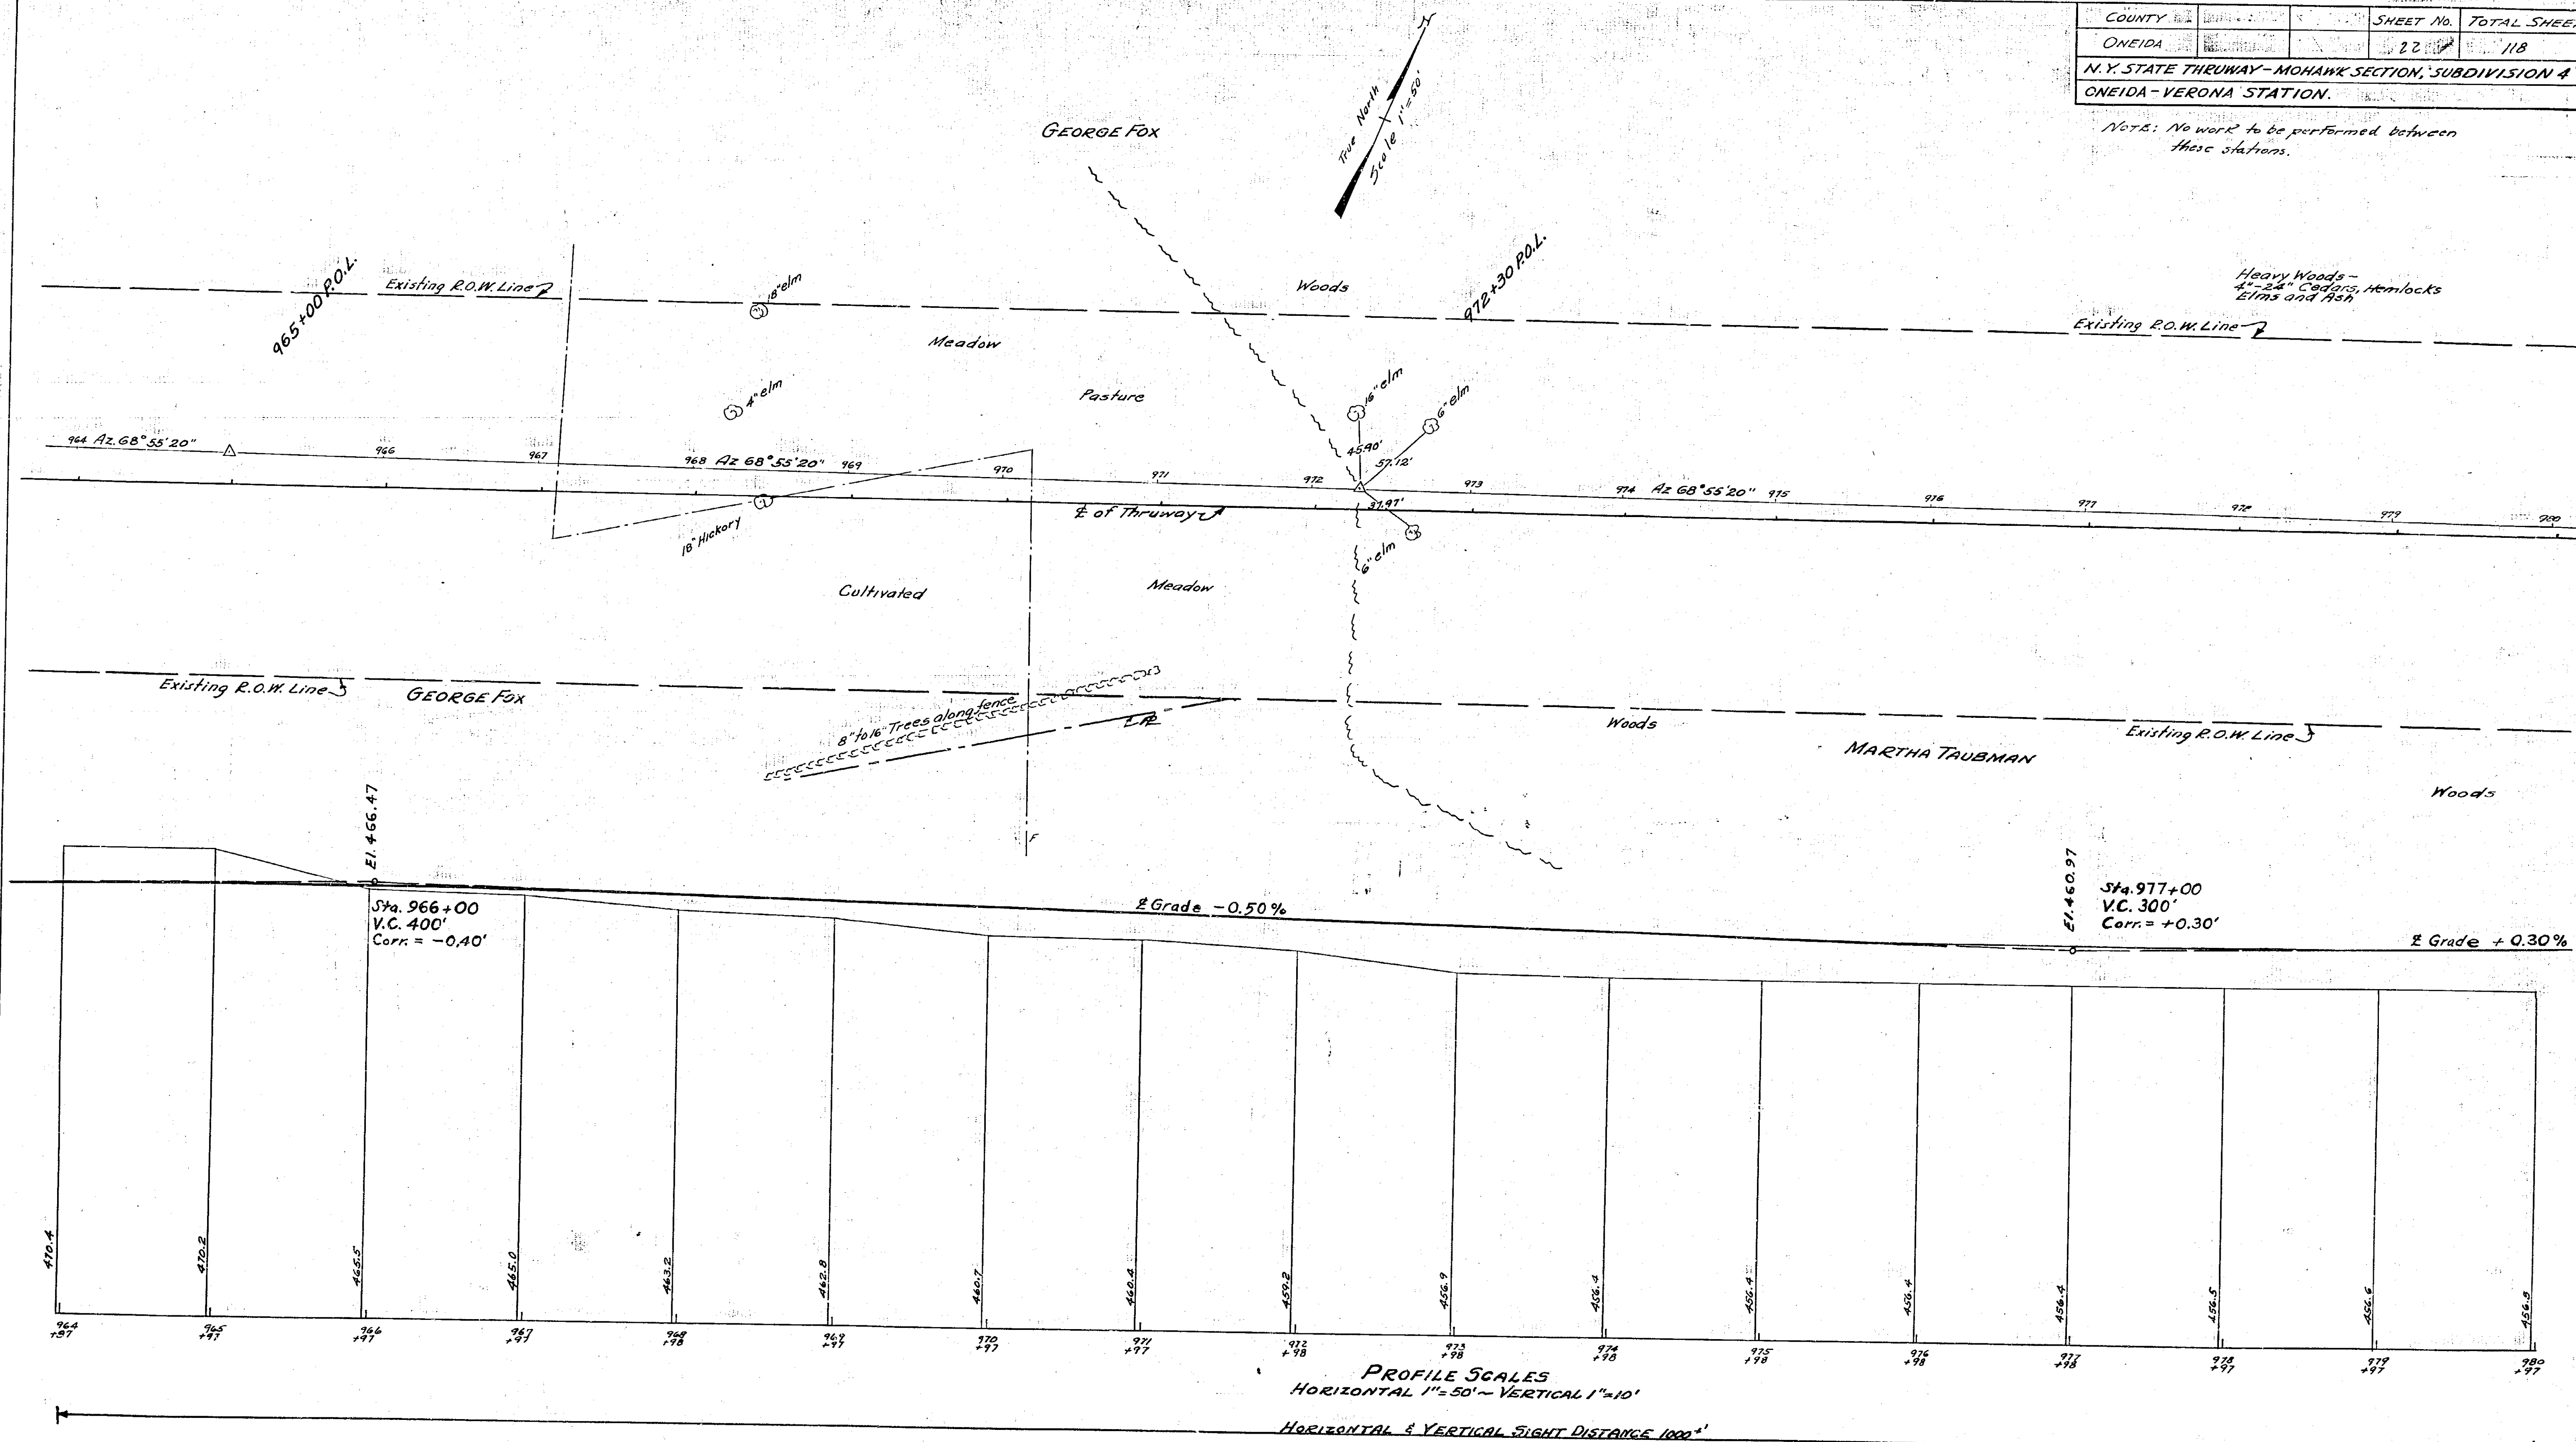 COUNTY SHEET No. TOTAL SHEE
ONEIDA 22 118
N.Y. STATE THRUWAY-MOHAWK SECTION, SUBDIVISION 4
ONEIDA-VERONA STATION.
NOTE: No work to be performed between
these stations.
N
True North
Scale 1"=50'
GEORGE FOX
965+00 P.O.L.
Existing R.O.W. Line
18" elm
Woods
972+30 P.O.L.
Heavy Woods-
4"-24" Cedars, Hemlocks
Elms and Ash
Existing R.O.W. Line
Meadow
4" elm
Pasture
16" elm
6" elm
45.90'
57.12'
964 Az. 68°55'20" 966 967 968 Az 68°55'20" 969 970 971 972 973 974 Az 68°55'20" 975 976 977 978 979 980
37.97'
18" Hickory
℄ of Thruway
6" elm
Cultivated
Meadow
Existing R.O.W. Line
GEORGE FOX
8" to 16" Trees along fence
Woods
MARTHA TAUBMAN
Existing R.O.W. Line
Woods
F
El. 466.47
Sta. 966+00
V.C. 400'
Corr. = -0.40'
℄ Grade -0.50%
El. 460.97
Sta. 977+00
V.C. 300'
Corr. = +0.30'
℄ Grade + 0.30%
470.4 470.2 465.5 465.0 463.2 462.8 460.7 460.4 459.2 456.9 456.4 456.4 456.4 456.4 456.5 456.6 456.8
964 965 966 967 968 969 970 971 972 973 974 975 976 977 978 979 980
+97 +97 +97 +97 +98 +97 +97 +97 +98 +98 +98 +98 +98 +98 +97 +97 +97
PROFILE SCALES
HORIZONTAL 1"=50' ~ VERTICAL 1"=10'
HORIZONTAL & VERTICAL SIGHT DISTANCE 1000+'